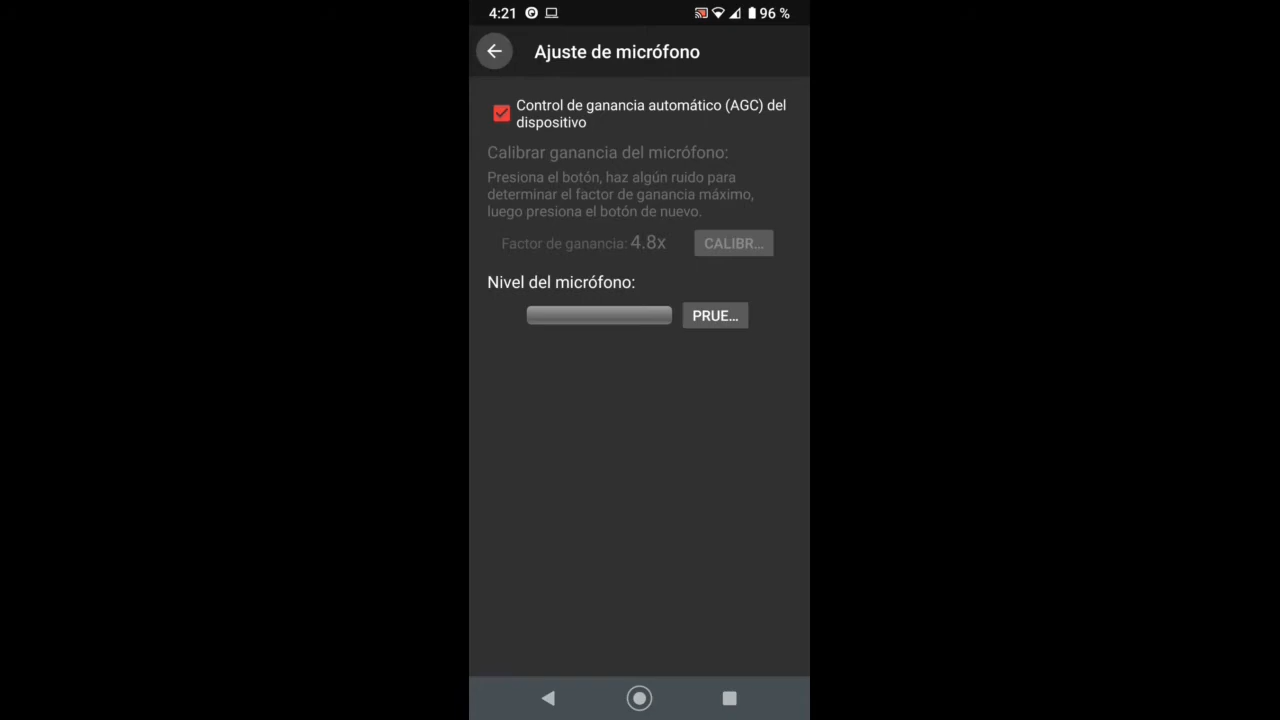 4:21
96 %
Ajuste de micrófono
Control de ganancia automático (AGC) del
dispositivo
Calibrar ganancia del micrófono:
Presiona el botón, haz algún ruido para
determinar el factor de ganancia máximo,
luego presiona el botón de nuevo.
Factor de ganancia: 4.8x CALIBR...
Nivel del micrófono:
PRUE...